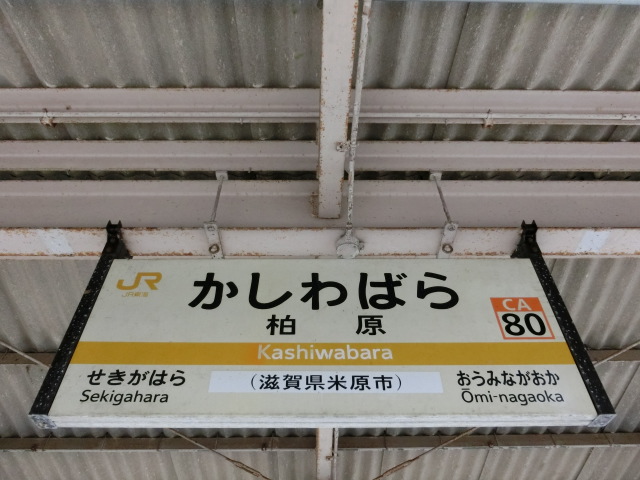 JR
JR東海
かしわばら
柏原
CA
80
Kashiwabara
せきがはら
Sekigahara
(滋賀県米原市)
おうみながおか
Ōmi-nagaoka